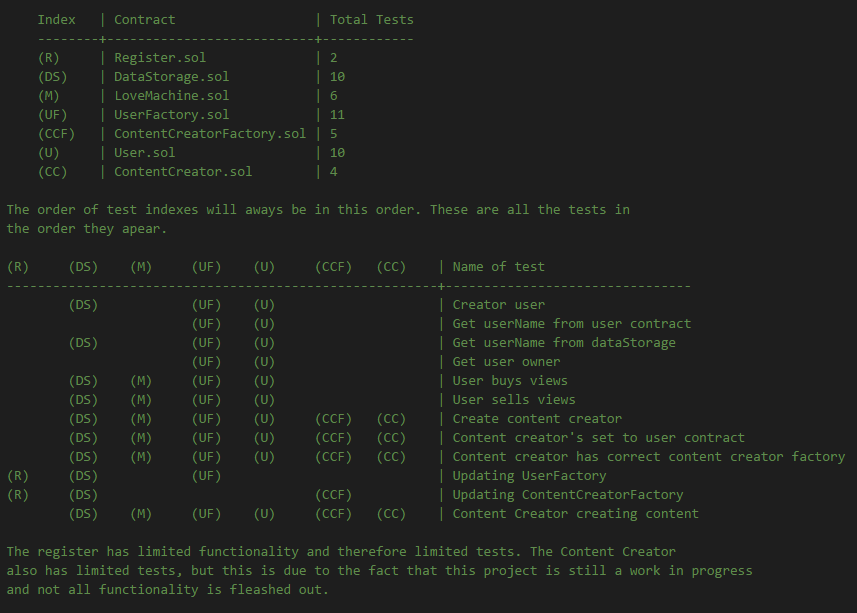 Index   | Contract                  | Total Tests
--------+---------------------------+------------
(R)     | Register.sol              | 2
(DS)    | DataStorage.sol           | 10
(M)     | LoveMachine.sol           | 6
(UF)    | UserFactory.sol           | 11
(CCF)   | ContentCreatorFactory.sol | 5
(U)     | User.sol                  | 10
(CC)    | ContentCreator.sol        | 4
The order of test indexes will aways be in this order. These are all the tests in
the order they apear.
(R)     (DS)    (M)     (UF)    (U)     (CCF)   (CC)    | Name of test
--------------------------------------------------------+--------------------------------
        (DS)            (UF)    (U)                     | Creator user
                        (UF)    (U)                     | Get userName from user contract
        (DS)            (UF)    (U)                     | Get userName from dataStorage
                        (UF)    (U)                     | Get user owner
        (DS)    (M)     (UF)    (U)                     | User buys views
        (DS)    (M)     (UF)    (U)                     | User sells views
        (DS)    (M)     (UF)    (U)     (CCF)   (CC)    | Create content creator
        (DS)    (M)     (UF)    (U)     (CCF)   (CC)    | Content creator's set to user contract
        (DS)    (M)     (UF)    (U)     (CCF)   (CC)    | Content creator has correct content creator factory
(R)     (DS)            (UF)                            | Updating UserFactory
(R)     (DS)                            (CCF)           | Updating ContentCreatorFactory
        (DS)    (M)     (UF)    (U)     (CCF)   (CC)    | Content Creator creating content
The register has limited functionality and therefore limited tests. The Content Creator
also has limited tests, but this is due to the fact that this project is still a work in progress
and not all functionality is fleashed out.